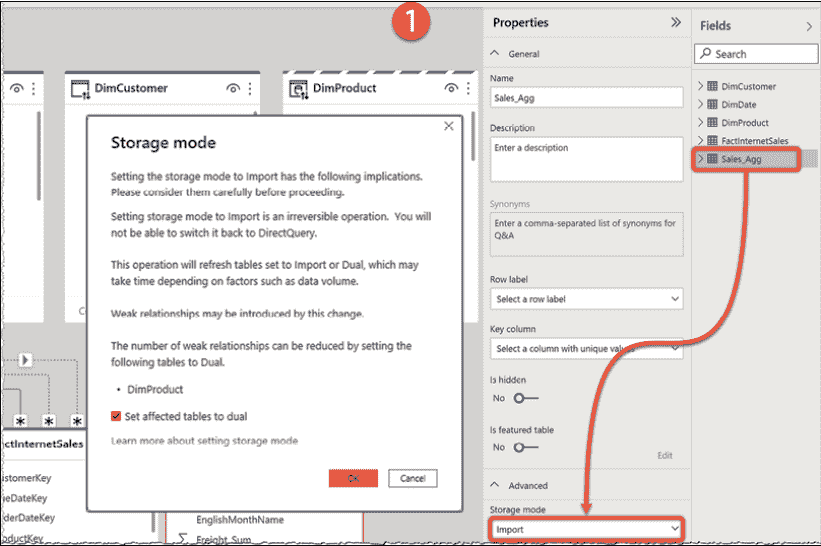 1
DimCustomer
DimProduct
Storage mode
Setting the storage mode to Import has the following implications.
Please consider them carefully before proceeding.
Setting storage mode to Import is an irreversible operation. You will
not be able to switch it back to DirectQuery.
This operation will refresh tables set to Import or Dual, which may
take time depending on factors such as data volume.
Weak relationships may be introduced by this change.
The number of weak relationships can be reduced by setting the
following tables to Dual.
• DimProduct
Set affected tables to dual
Learn more about setting storage mode
OK
Cancel
ctInternetSales
ustomerKey
ueDateKey
derDateKey
oductKey
EnglishMonthName
Freight_Sum
Properties
General
Name
Sales_Agg
Description
Enter a description
Synonyms
Enter a comma-separated list of synonyms for
Q&A
Row label
Select a row label
Key column
Select a column with unique values
Is hidden
No
Is featured table
No
Edit
Advanced
Storage mode
Import
Fields
Search
DimCustomer
DimDate
DimProduct
FactInternetSales
Sales_Agg